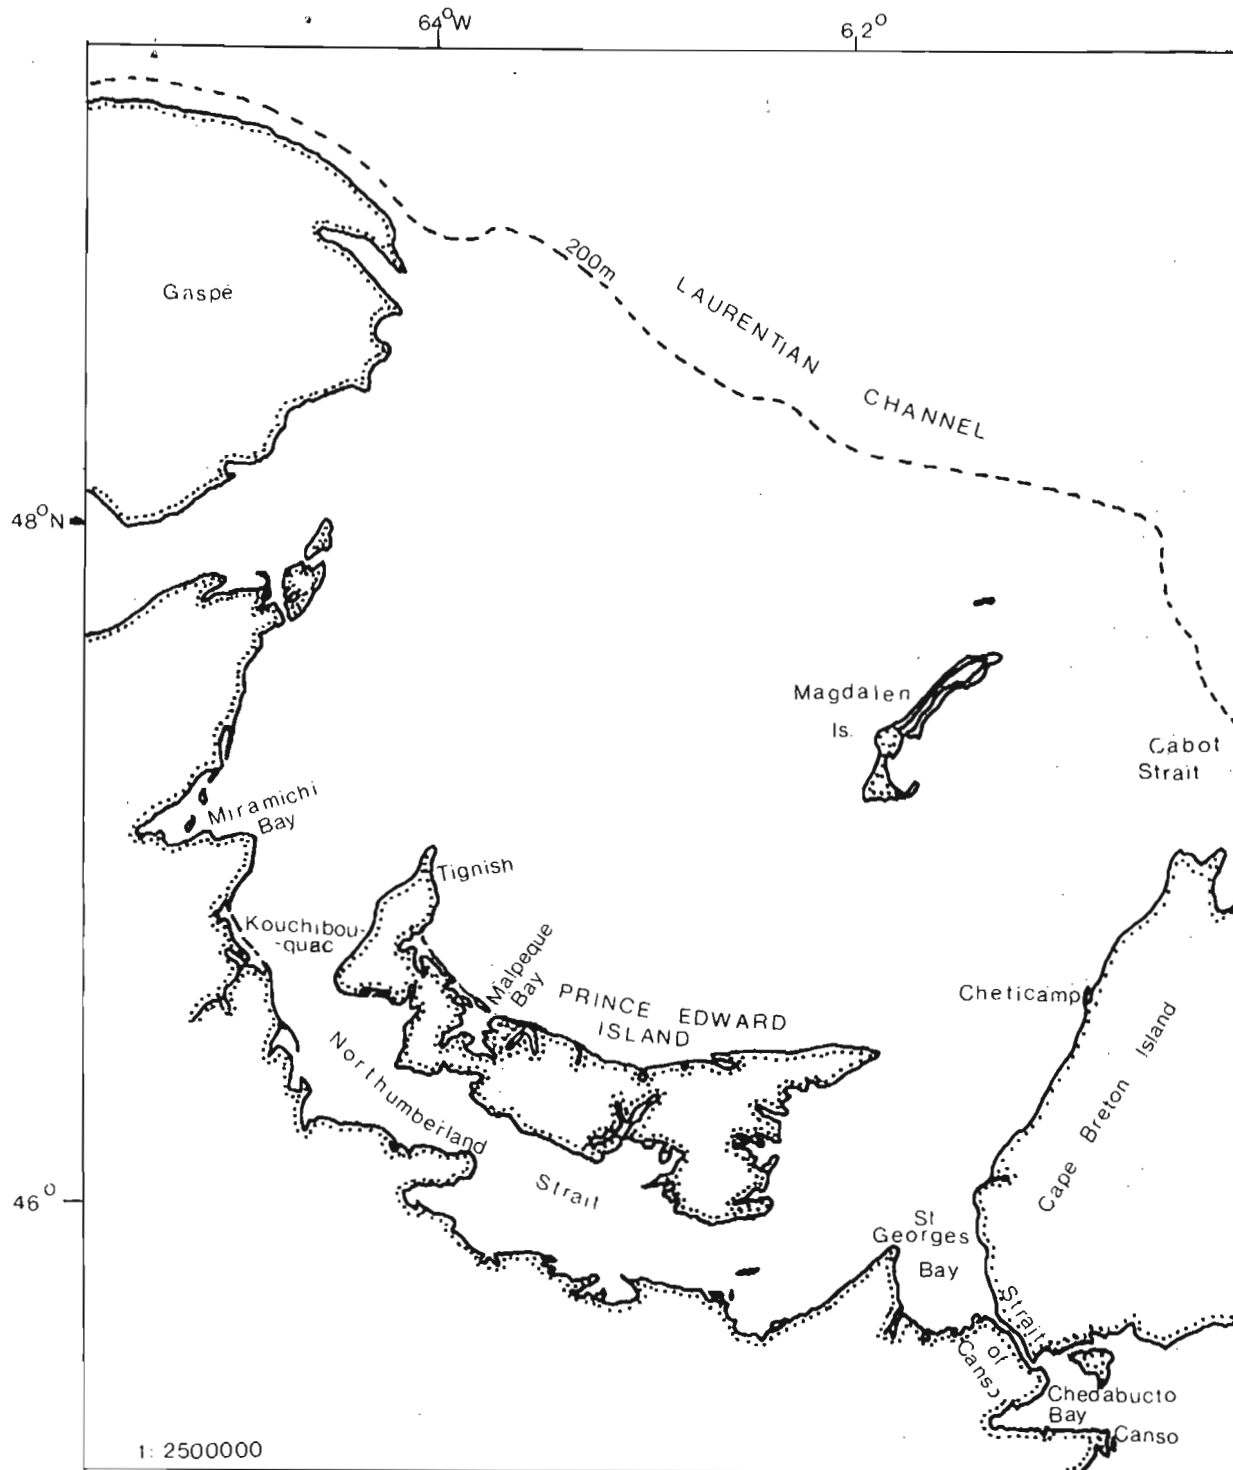 64°W
62°
200m
LAURENTIAN
CHANNEL
Gaspé
48°N
Magdalen
Is.
Cabot
Strait
Miramichi
Bay
Tignish
Kouchibou-
-quac
Malpeque
Bay
PRINCE EDWARD
ISLAND
Cheticamp
Cape Breton Island
Northumberland
Strait
46°
St
Georges
Bay
Strait
of
Canso
Chedabucto
Bay
Canso
1: 2500000